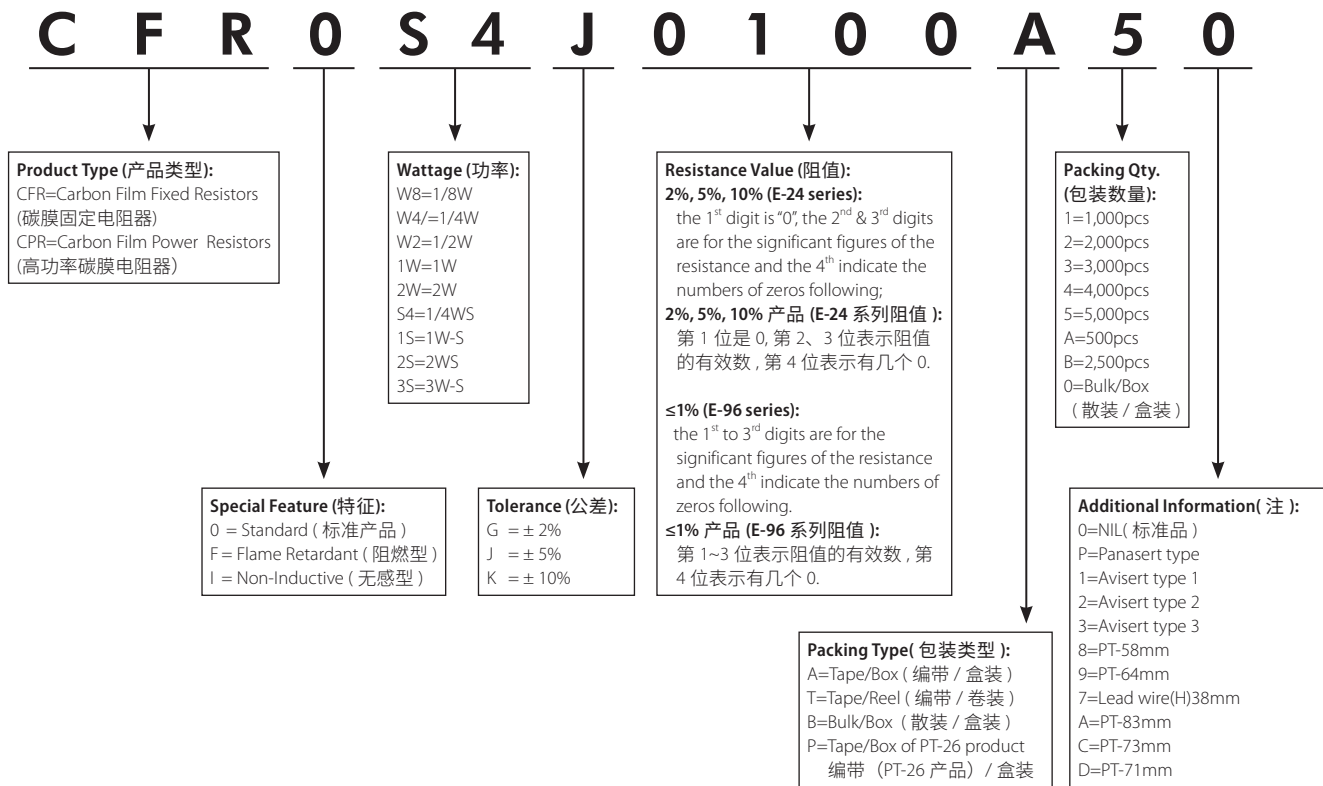 C F R 0 S 4 J 0 1 0 0 A 5 0
Product Type (产品类型):
CFR=Carbon Film Fixed Resistors
(碳膜固定电阻器)
CPR=Carbon Film Power Resistors
(高功率碳膜电阻器）
Wattage (功率):
W8=1/8W
W4/=1/4W
W2=1/2W
1W=1W
2W=2W
S4=1/4WS
1S=1W-S
2S=2WS
3S=3W-S
Resistance Value (阻值):
2%, 5%, 10% (E-24 series):
the 1st digit is "0", the 2nd & 3rd digits
are for the significant figures of the
resistance and the 4th indicate the
numbers of zeros following;
2%, 5%, 10% 产品 (E-24 系列阻值 ):
第 1 位是 0, 第 2、3 位表示阻值
的有效数 , 第 4 位表示有几个 0.
≤1% (E-96 series):
the 1st to 3rd digits are for the
significant figures of the resistance
and the 4th indicate the numbers of
zeros following.
≤1% 产品 (E-96 系列阻值 ):
第 1~3 位表示阻值的有效数 , 第
4 位表示有几个 0.
Packing Qty.
(包装数量):
1=1,000pcs
2=2,000pcs
3=3,000pcs
4=4,000pcs
5=5,000pcs
A=500pcs
B=2,500pcs
0=Bulk/Box
( 散装 / 盒装 )
Special Feature (特征):
0 = Standard ( 标准产品 )
F = Flame Retardant ( 阻燃型 )
I = Non-Inductive ( 无感型 )
Tolerance (公差):
G = ± 2%
J = ± 5%
K = ± 10%
Packing Type( 包装类型 ):
A=Tape/Box ( 编带 / 盒装 )
T=Tape/Reel ( 编带 / 卷装 )
B=Bulk/Box ( 散装 / 盒装 )
P=Tape/Box of PT-26 product
编带（PT-26 产品）/ 盒装
Additional Information( 注 ):
0=NIL( 标准品 )
P=Panasert type
1=Avisert type 1
2=Avisert type 2
3=Avisert type 3
8=PT-58mm
9=PT-64mm
7=Lead wire(H)38mm
A=PT-83mm
C=PT-73mm
D=PT-71mm